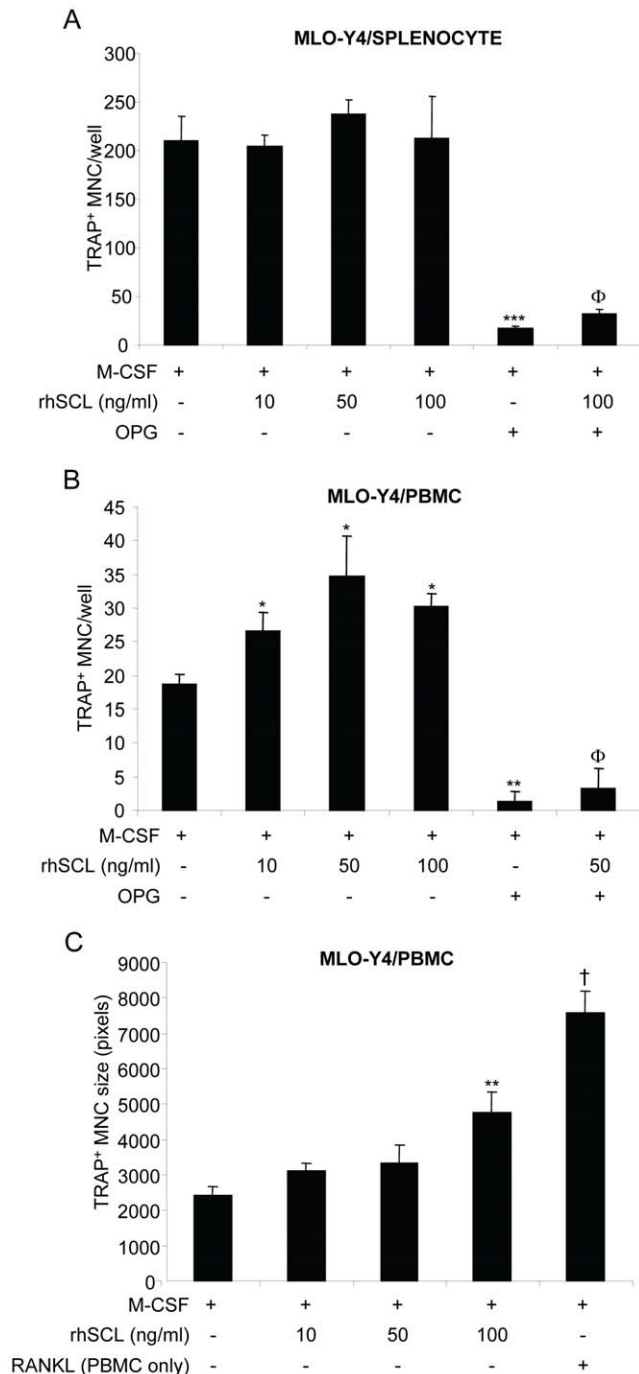 A
MLO-Y4/SPLENOCYTE
TRAP+ MNC/well
300
250
200
150
100
50
0
***
Φ
M-CSF + + + + + +
rhSCL (ng/ml) - 10 50 100 - 100
OPG - - - - + +
B
MLO-Y4/PBMC
TRAP+ MNC/well
45
40
35
30
25
20
15
10
5
0
*
*
*
**
Φ
M-CSF + + + + + +
rhSCL (ng/ml) - 10 50 100 - 50
OPG - - - - + +
C
MLO-Y4/PBMC
TRAP+ MNC size (pixels)
9000
8000
7000
6000
5000
4000
3000
2000
1000
0
**
†
M-CSF + + + + +
rhSCL (ng/ml) - 10 50 100 -
RANKL (PBMC only) - - - - +